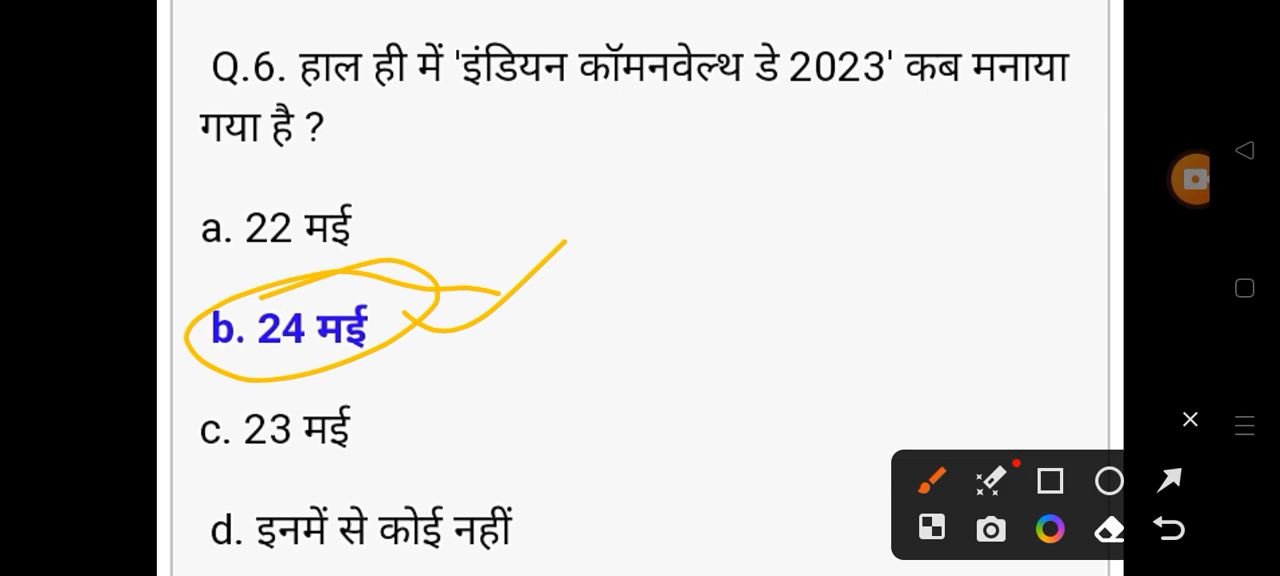 Q.6. हाल ही में 'इंडियन कॉमनवेल्थ डे 2023' कब मनाया
गया है ?
a. 22 मई
b. 24 मई
c. 23 मई
d. इनमें से कोई नहीं